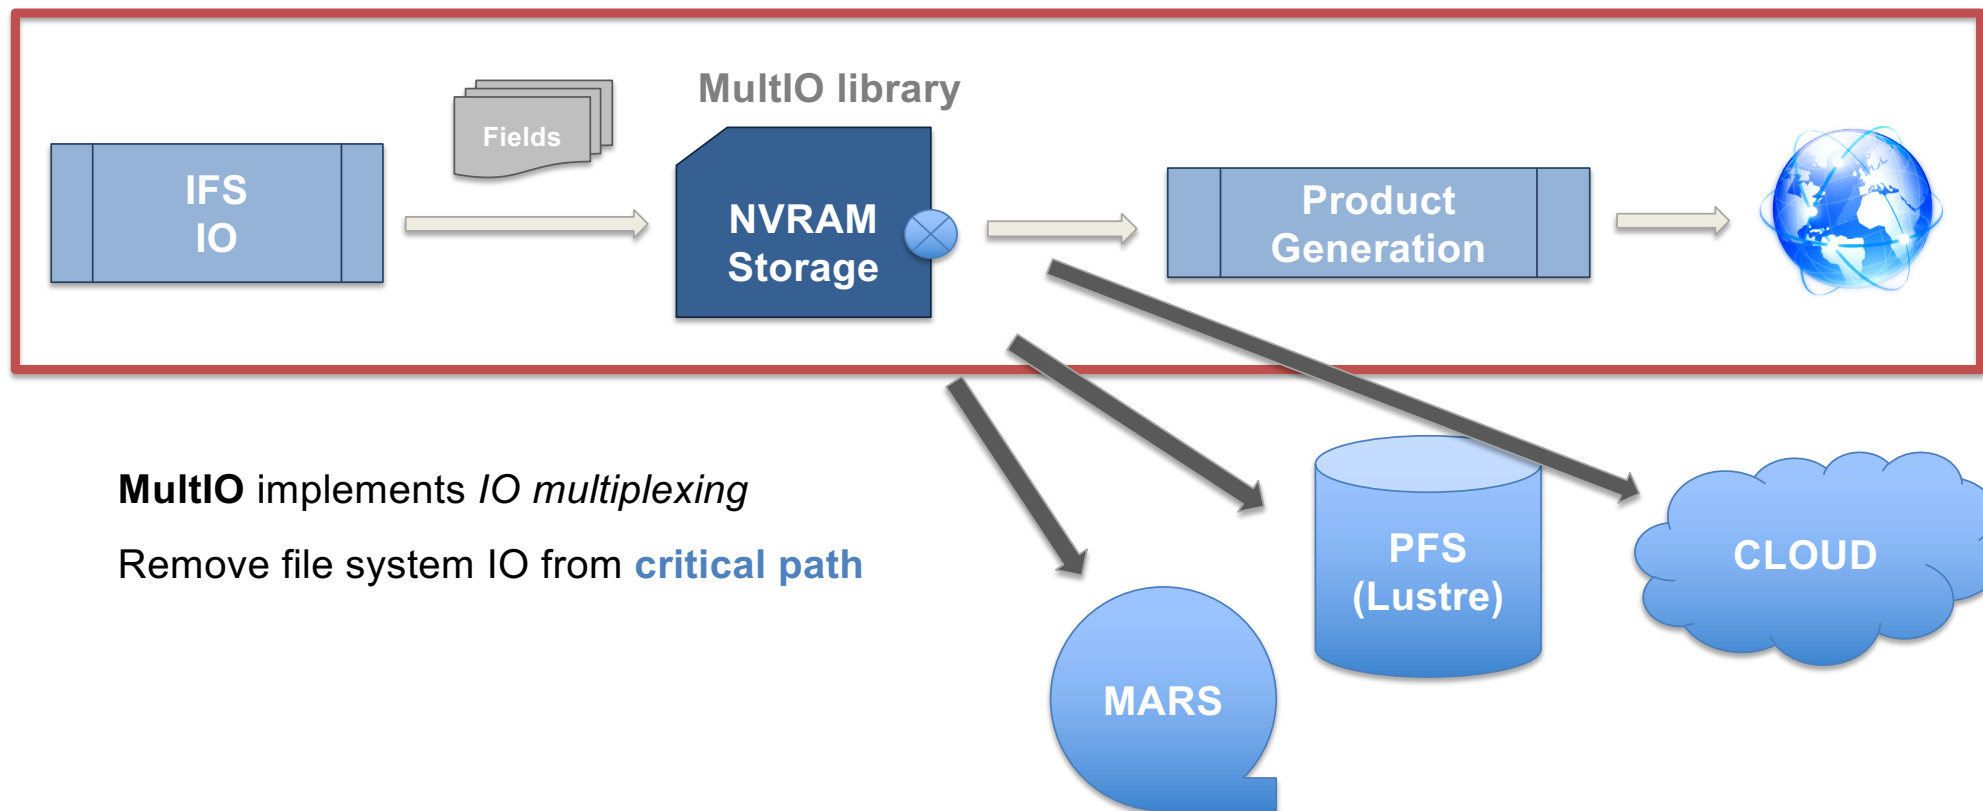 MultIO library
Fields
IFS
IO
NVRAM
Storage
Product
Generation
MultIO implements IO multiplexing
Remove file system IO from critical path
PFS
(Lustre)
CLOUD
MARS